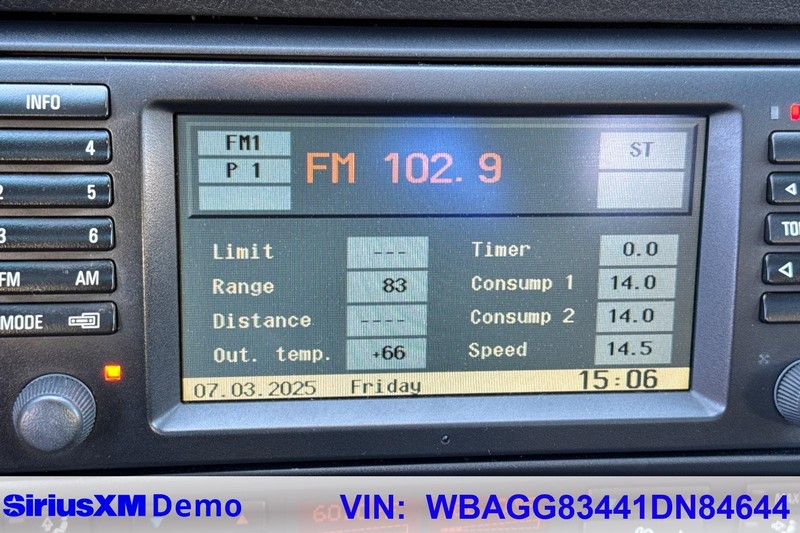 INFO
4
2 5
3 6
FM AM
MODE
FM1
P 1
FM 102.9
ST
Limit ---
Range 83
Distance ----
Out. temp. +66
Timer 0.0
Consump 1 14.0
Consump 2 14.0
Speed 14.5
07.03.2025 Friday 15:06
SiriusXM Demo VIN: WBAGG83441DN84644